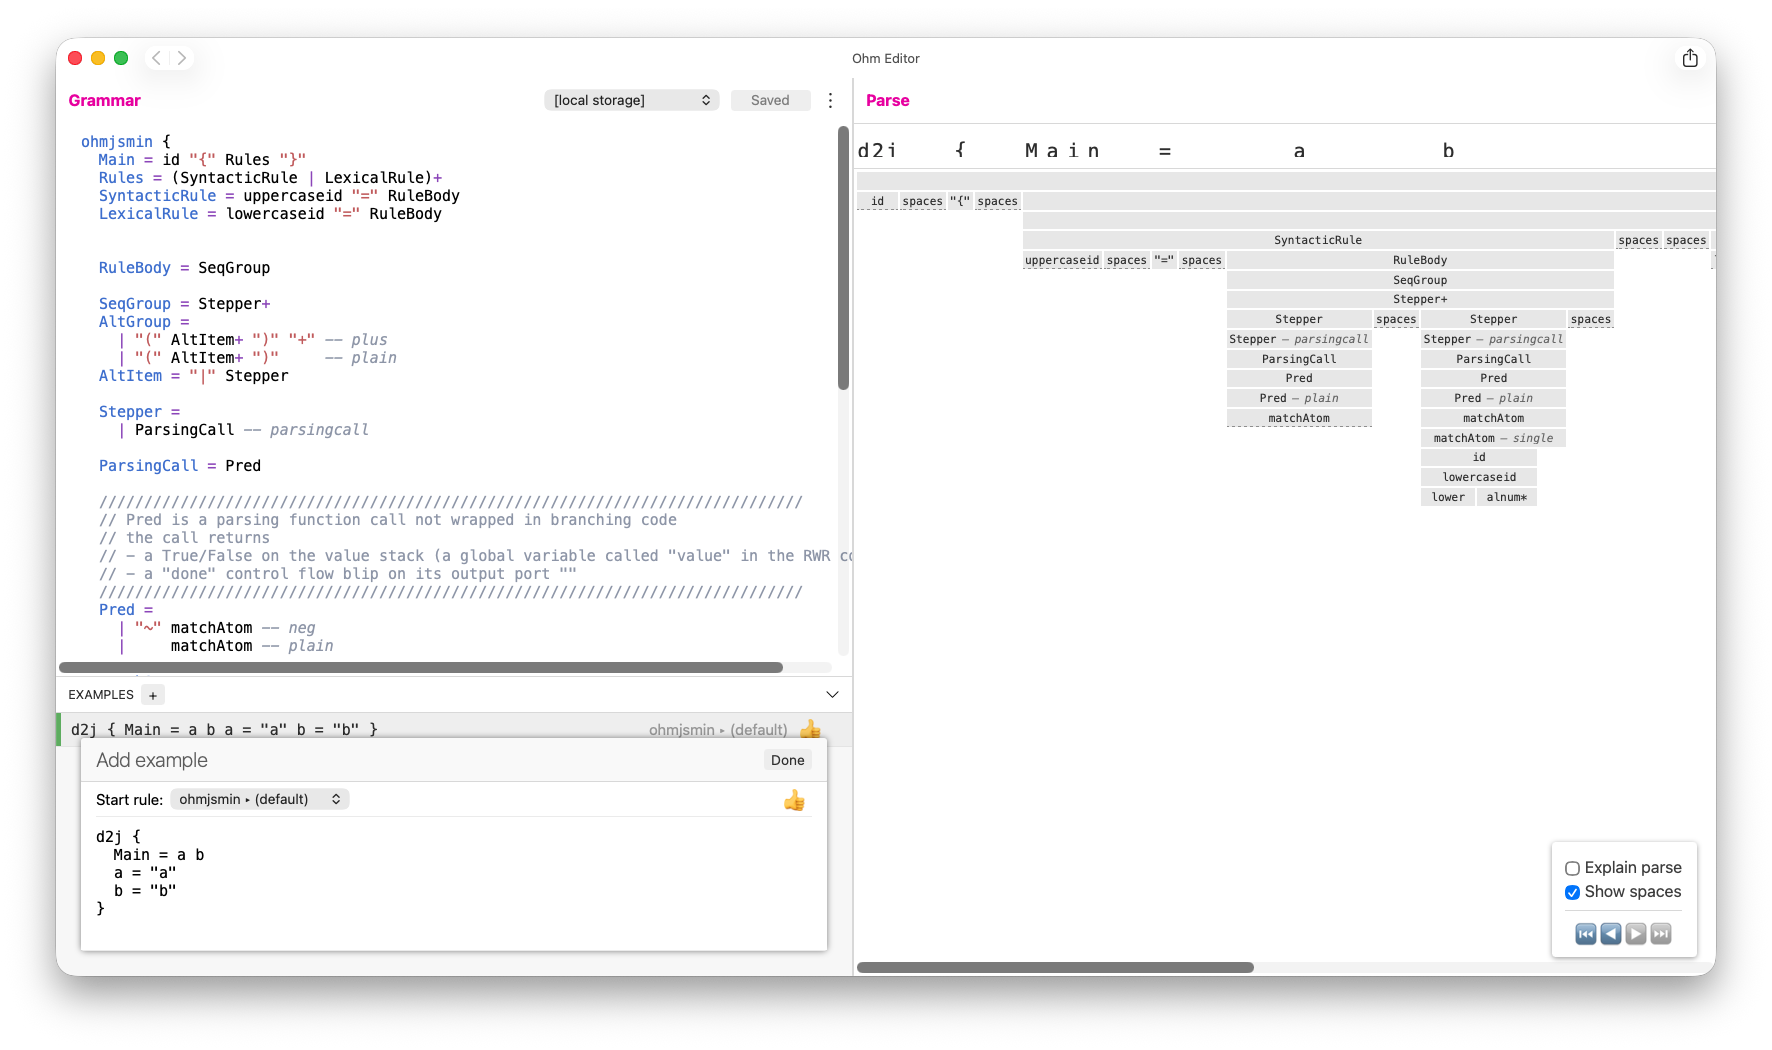 Ohm Editor
Grammar
[local storage]
Saved
ohmjsmin {
  Main = id "{" Rules "}"
  Rules = (SyntacticRule | LexicalRule)+
  SyntacticRule = uppercaseid "=" RuleBody
  LexicalRule = lowercaseid "=" RuleBody
  RuleBody = SeqGroup
  SeqGroup = Stepper+
  AltGroup =
    | "(" AltItem+ ")" "+" -- plus
    | "(" AltItem+ ")"     -- plain
  AltItem = "|" Stepper
  Stepper =
    | ParsingCall -- parsingcall
  ParsingCall = Pred
  //////////////////////////////////////////////////////////////////////////////
  // Pred is a parsing function call not wrapped in branching code
  // the call returns
  // - a True/False on the value stack (a global variable called "value" in the RWR co
  // - a "done" control flow blip on its output port ""
  //////////////////////////////////////////////////////////////////////////////
  Pred =
    | "~" matchAtom -- neg
    |     matchAtom -- plain
EXAMPLES +
d2j { Main = a b a = "a" b = "b" }
ohmjsmin ▸ (default) 👍
Add example
Done
Start rule: ohmjsmin ▸ (default) 👍
d2j {
  Main = a b
  a = "a"
  b = "b"
}
Parse
d2j { Main = a b
id spaces "{" spaces
SyntacticRule spaces spaces
uppercaseid spaces "=" spaces RuleBody
SeqGroup
Stepper+
Stepper spaces Stepper spaces
Stepper – parsingcall Stepper – parsingcall
ParsingCall ParsingCall
Pred Pred
Pred – plain Pred – plain
matchAtom matchAtom
matchAtom – single
id
lowercaseid
lower alnum*
Explain parse
Show spaces